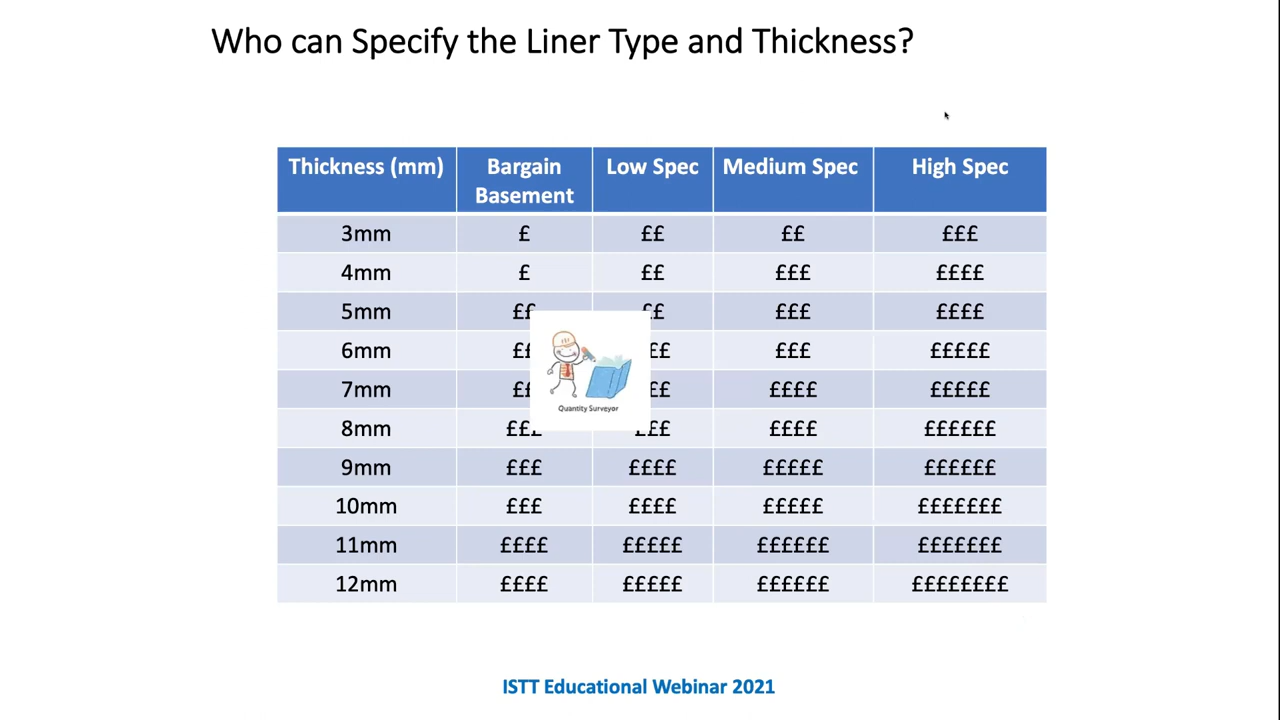 Who can Specify the Liner Type and Thickness?
Thickness (mm) Bargain Basement Low Spec Medium Spec High Spec
3mm £ ££ ££ £££
4mm £ ££ £££ ££££
5mm ££ ££ £££ ££££
6mm ££ ££ £££ £££££
7mm ££ ££ ££££ £££££
8mm £££ £££ ££££ ££££££
9mm £££ ££££ £££££ ££££££
10mm £££ ££££ £££££ £££££££
11mm ££££ £££££ ££££££ £££££££
12mm ££££ £££££ ££££££ ££££££££
Quantity Surveyor
ISTT Educational Webinar 2021